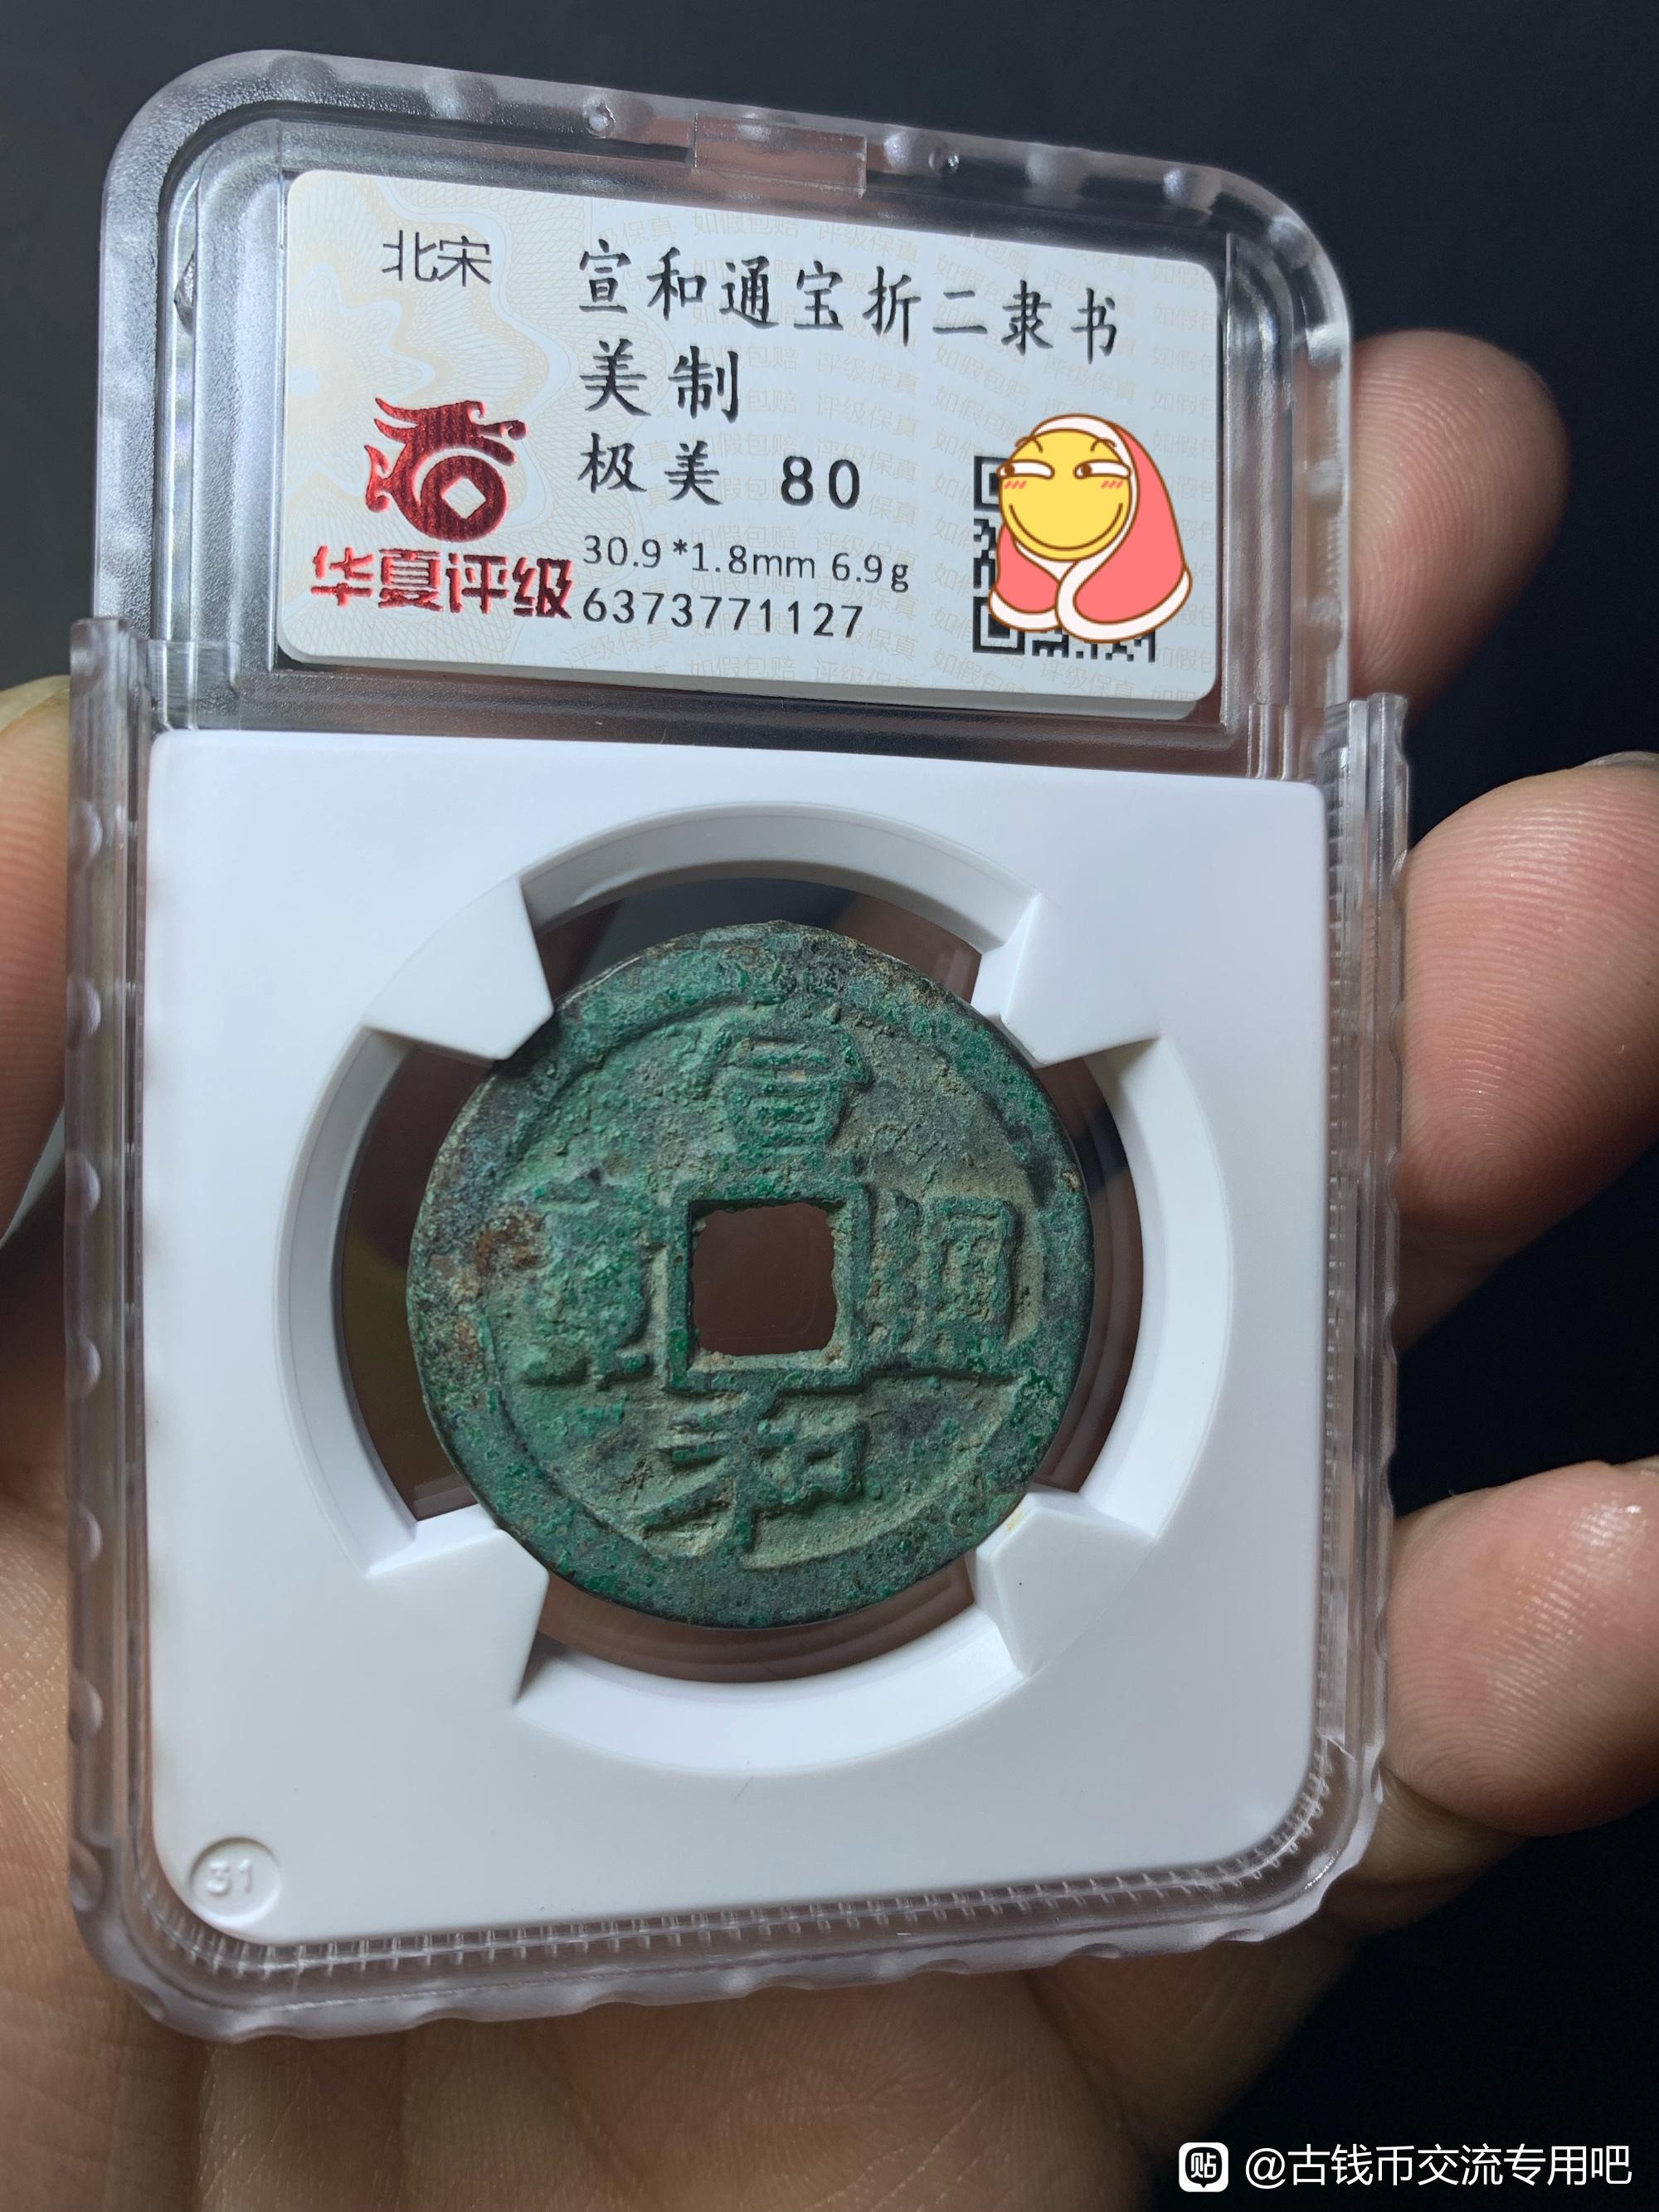 北宋
宣和通宝折二隶书
美制
极美 80
30.9*1.8mm 6.9g
华夏评级
6373771127
宣
寶 通
和
31
贴 @古钱币交流专用吧